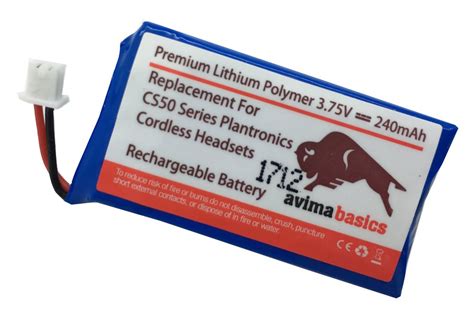 Premium Lithium Polymer 3.75V ⎓ 240mAh
Replacement For
CS50 Series Plantronics
Cordless Headsets
Rechargeable Battery
1712
avimabasics
To reduce risk of fire or burns do not disassemble, crush, puncture
short external contacts, or dispose of in fire or water.
CE